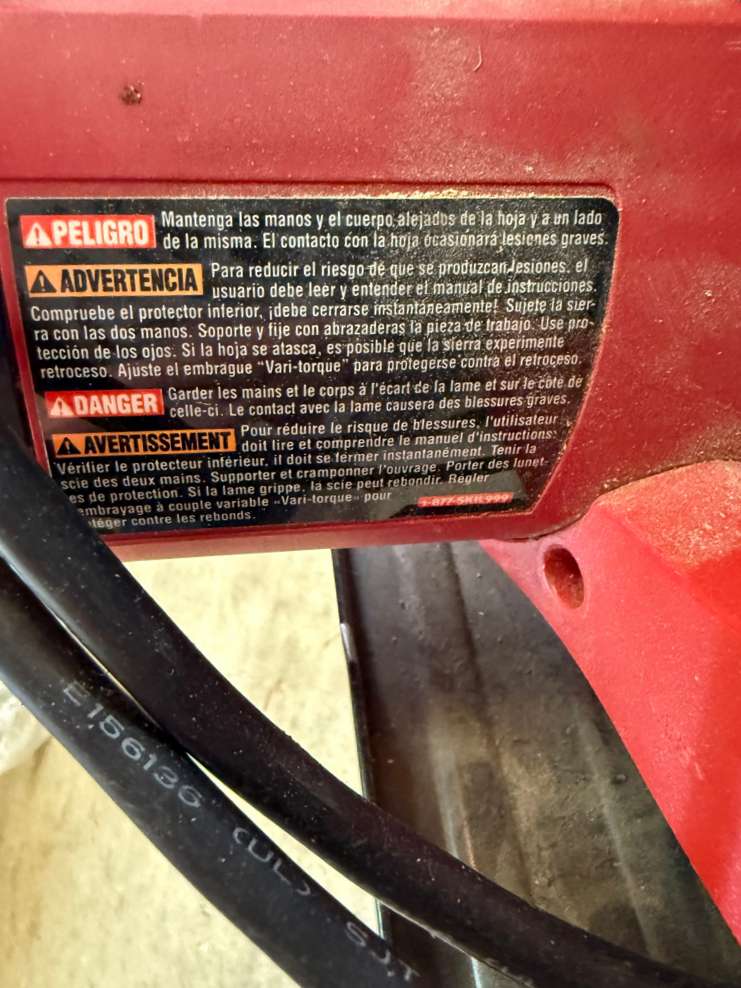 PELIGRO Mantenga las manos y el cuerpo alejados de la hoja y a un lado
de la misma. El contacto con la hoja ocasionará lesiones graves.
ADVERTENCIA Para reducir el riesgo de que se produzcan lesiones, el
usuario debe leer y entender el manual de instrucciones.
Compruebe el protector inferior, ¡debe cerrarse instantáneamente! Sujete la sier-
ra con las dos manos. Soporte y fije con abrazaderas la pieza de trabajo. Use pro-
tección de los ojos. Si la hoja se atasca, es posible que la sierra experimente
retroceso. Ajuste el embrague "Vari-torque" para protegerse contra el retroceso.
DANGER Garder les mains et le corps à l'écart de la lame et sur le côté de
celle-ci. Le contact avec la lame causera des blessures graves.
AVERTISSEMENT Pour réduire le risque de blessures, l'utilisateur
doit lire et comprendre le manual d'instructions.
Vérifier le protecteur inférieur, il doit se fermer instantanément. Tenir la
scie des deux mains. Supporter et cramponner l'ouvrage. Porter des lunet-
es de protection. Si la lame grippe, la scie peut rebondir. Régler
embrayage à couple variable "Vari-torque" pour
téger contre les rebonds.
1-877-SKIL999
E156136 (UL) SJT